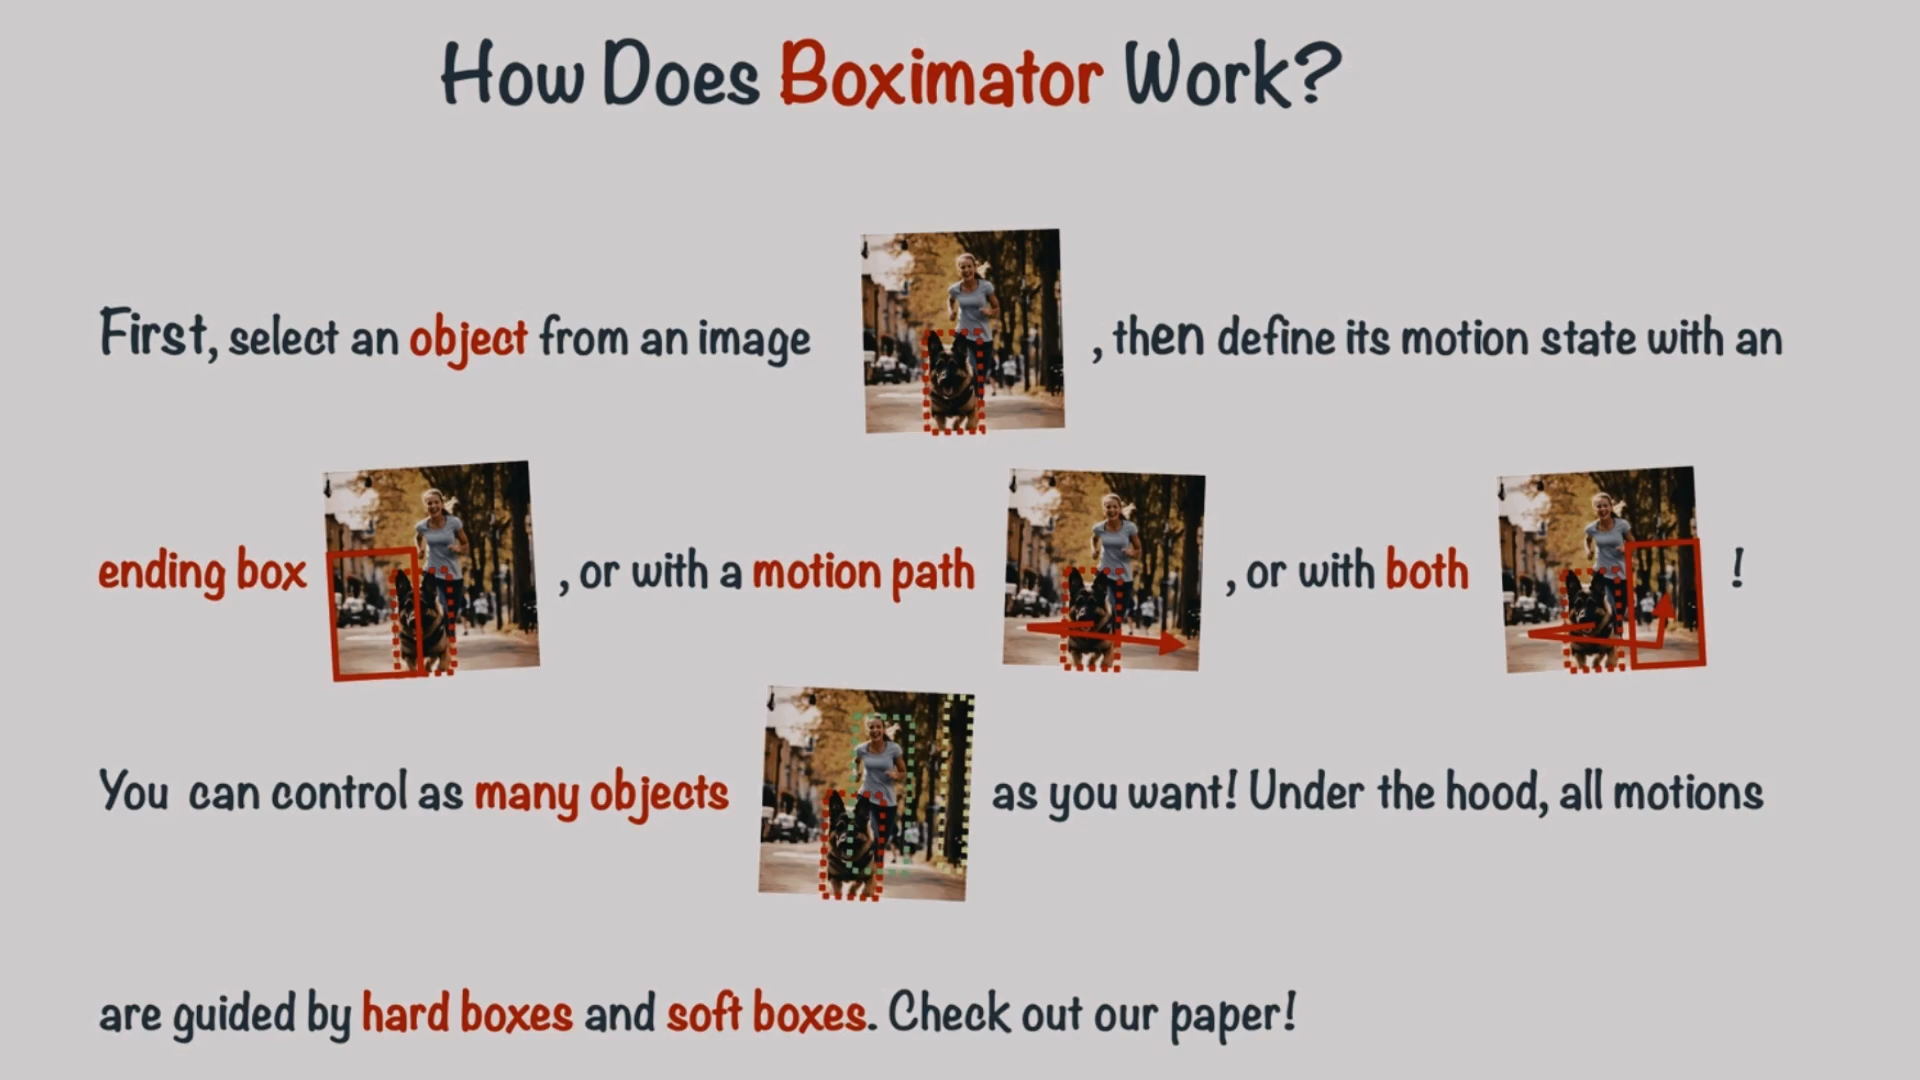 How Does Boximator Work?
First, select an object from an image , then define its motion state with an
ending box , or with a motion path , or with both !
You can control as many objects as you want! Under the hood, all motions
are guided by hard boxes and soft boxes. Check out our paper!